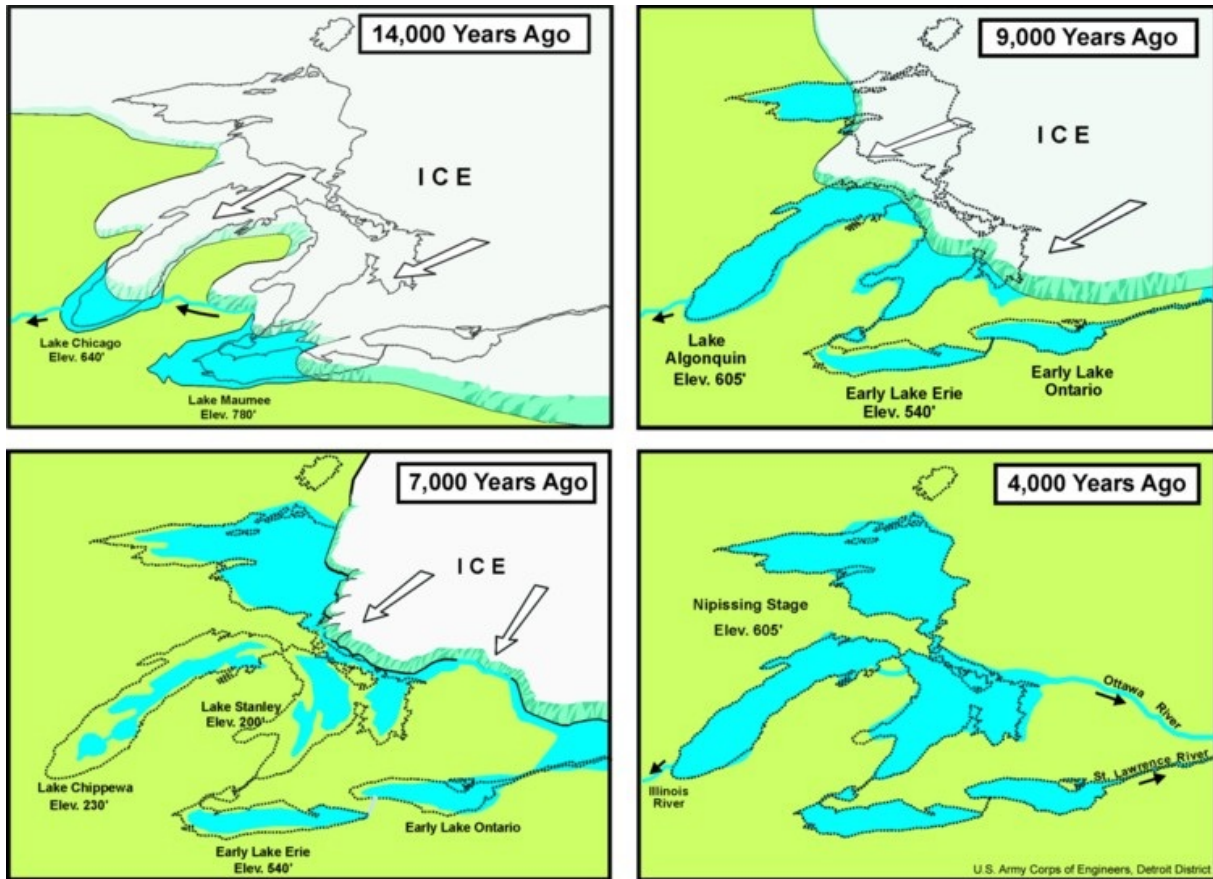 14,000 Years Ago
I C E
Lake Chicago
Elev. 640'
Lake Maumee
Elev. 780'
9,000 Years Ago
I C E
Lake
Algonquin
Elev. 605'
Early Lake Erie
Elev. 540'
Early Lake
Ontario
7,000 Years Ago
I C E
Lake Stanley
Elev. 200'
Lake Chippewa
Elev. 230'
Early Lake Ontario
Early Lake Erie
Elev. 540'
4,000 Years Ago
Nipissing Stage
Elev. 605'
Ottawa
River
St. Lawrence River
Illinois
River
U.S. Army Corps of Engineers, Detroit District